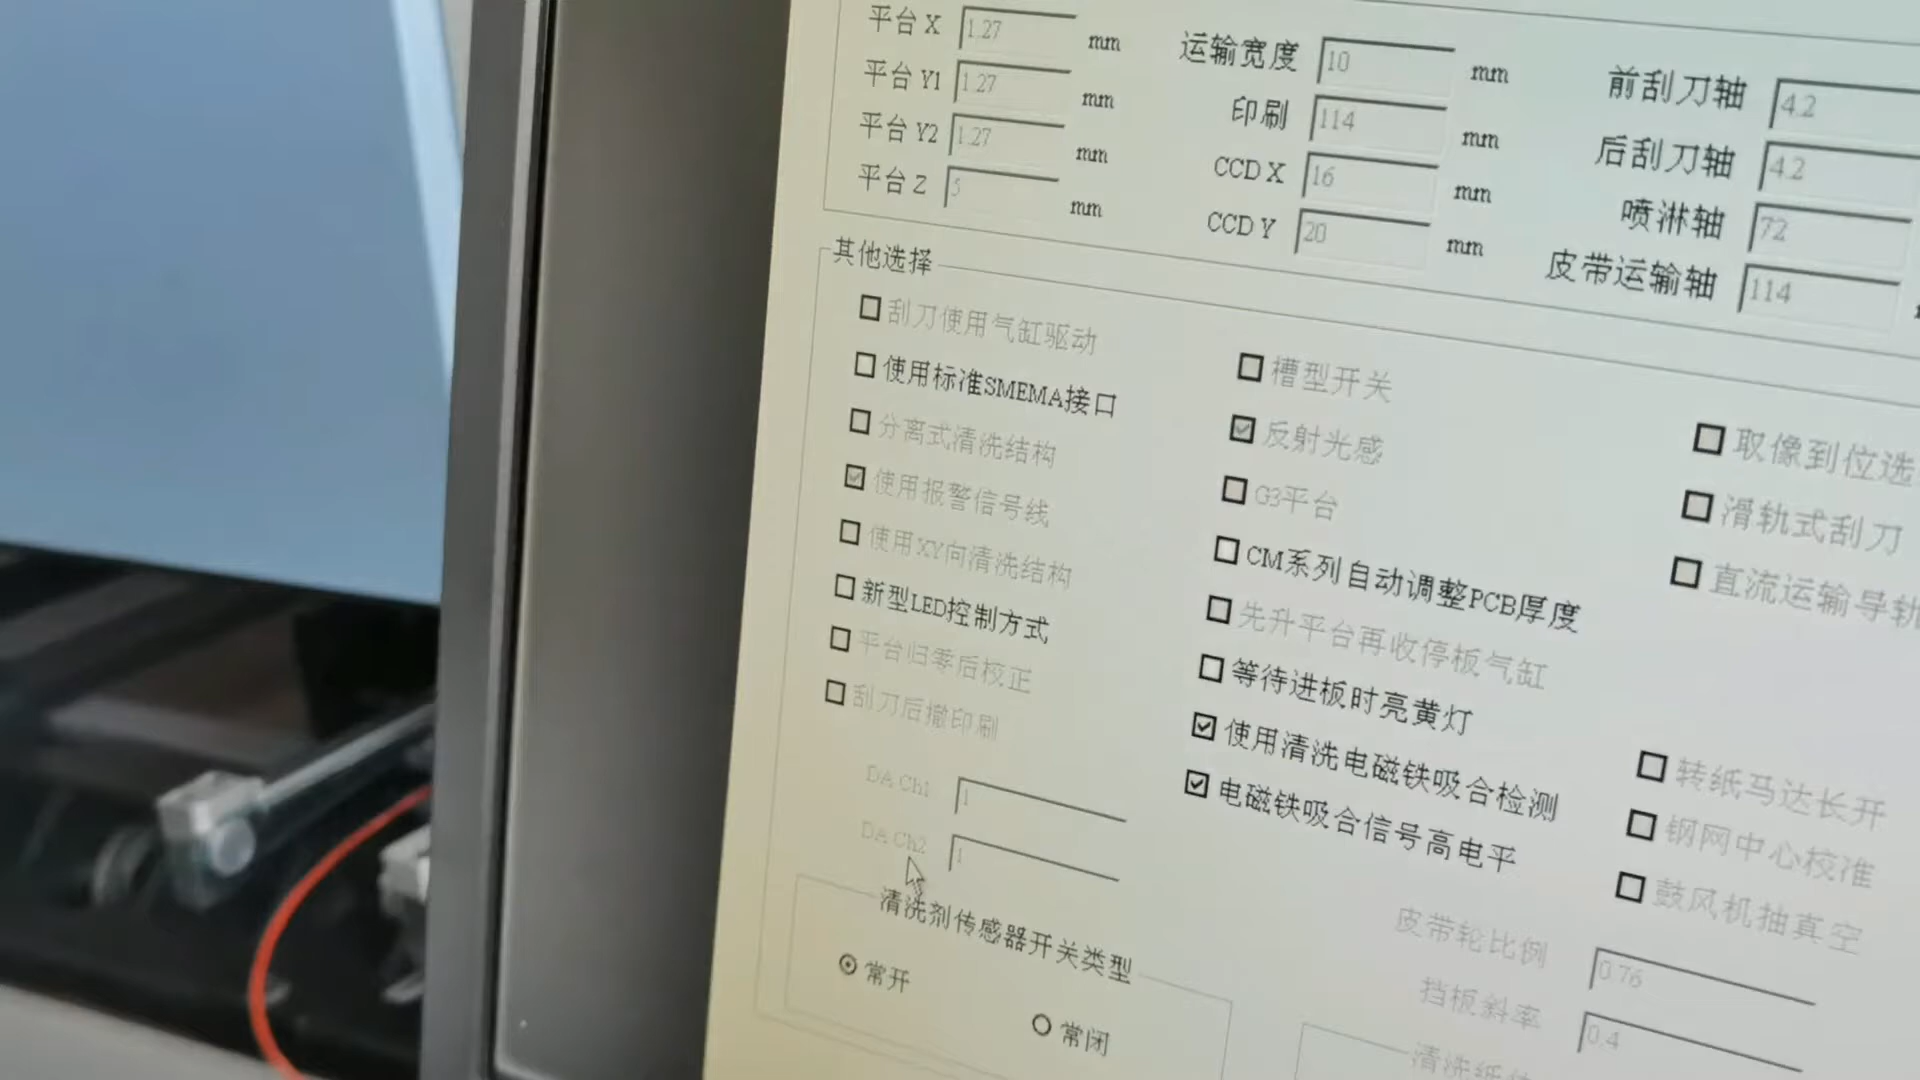 平台 X 1.27 mm
平台 Y1 1.27 mm
平台 Y2 1.27 mm
平台 Z 5 mm
运输宽度 10 mm
印刷 114 mm
CCD X 16 mm
CCD Y 20 mm
前刮刀轴 4.2
后刮刀轴 4.2
喷淋轴 72
皮带运输轴 114
其他选择
刮刀使用气缸驱动
使用标准SMEMA接口
分离式清洗结构
使用报警信号线
使用XY向清洗结构
新型LED控制方式
平台归零后校正
刮刀后撤印刷
DA Ch1 1
DA Ch2 1
槽型开关
反射光感
G3平台
CM系列自动调整PCB厚度
先升平台再收停板气缸
等待进板时亮黄灯
使用清洗电磁铁吸合检测
电磁铁吸合信号高电平
取像到位选
滑轨式刮刀
直流运输导轨
转纸马达长开
钢网中心校准
鼓风机抽真空
皮带轮比例 0.76
挡板斜率 0.4
清洗剂传感器开关类型
常开
常闭
清洗纸